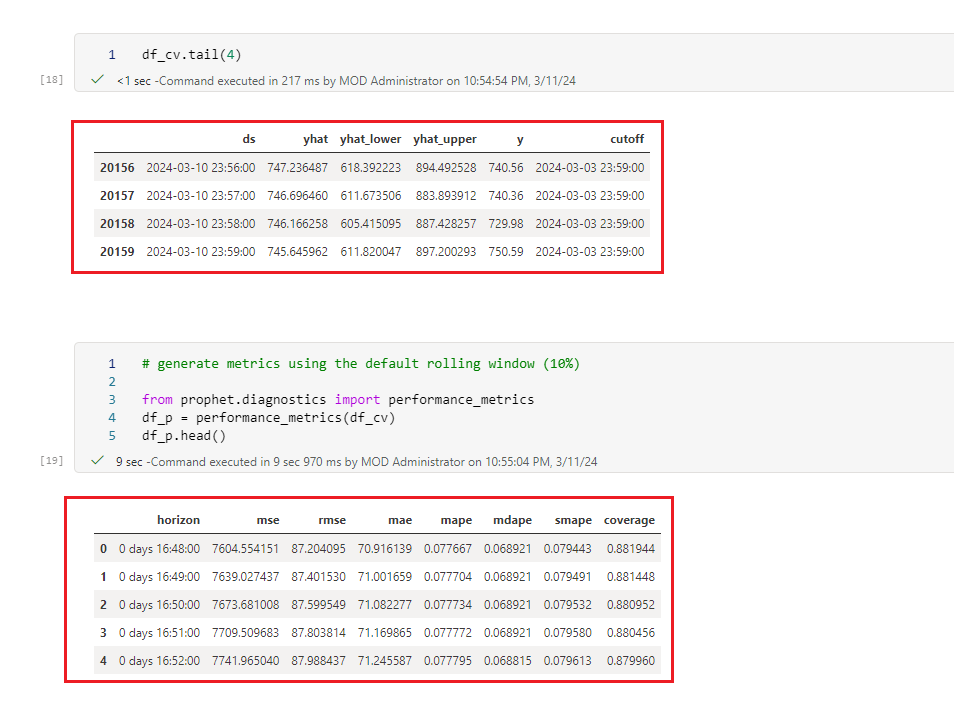 1 df_cv.tail(4)
[18] <1 sec -Command executed in 217 ms by MOD Administrator on 10:54:54 PM, 3/11/24
ds yhat yhat_lower yhat_upper y cutoff
20156 2024-03-10 23:56:00 747.236487 618.392223 894.492528 740.56 2024-03-03 23:59:00
20157 2024-03-10 23:57:00 746.696460 611.673506 883.893912 740.36 2024-03-03 23:59:00
20158 2024-03-10 23:58:00 746.166258 605.415095 887.428257 729.98 2024-03-03 23:59:00
20159 2024-03-10 23:59:00 745.645962 611.820047 897.200293 750.59 2024-03-03 23:59:00
1 # generate metrics using the default rolling window (10%)
2
3 from prophet.diagnostics import performance_metrics
4 df_p = performance_metrics(df_cv)
5 df_p.head()
[19] 9 sec -Command executed in 9 sec 970 ms by MOD Administrator on 10:55:04 PM, 3/11/24
horizon mse rmse mae mape mdape smape coverage
0 0 days 16:48:00 7604.554151 87.204095 70.916139 0.077667 0.068921 0.079443 0.881944
1 0 days 16:49:00 7639.027437 87.401530 71.001659 0.077704 0.068921 0.079491 0.881448
2 0 days 16:50:00 7673.681008 87.599549 71.082277 0.077734 0.068921 0.079532 0.880952
3 0 days 16:51:00 7709.509683 87.803814 71.169865 0.077772 0.068921 0.079580 0.880456
4 0 days 16:52:00 7741.965040 87.988437 71.245587 0.077795 0.068815 0.079613 0.879960